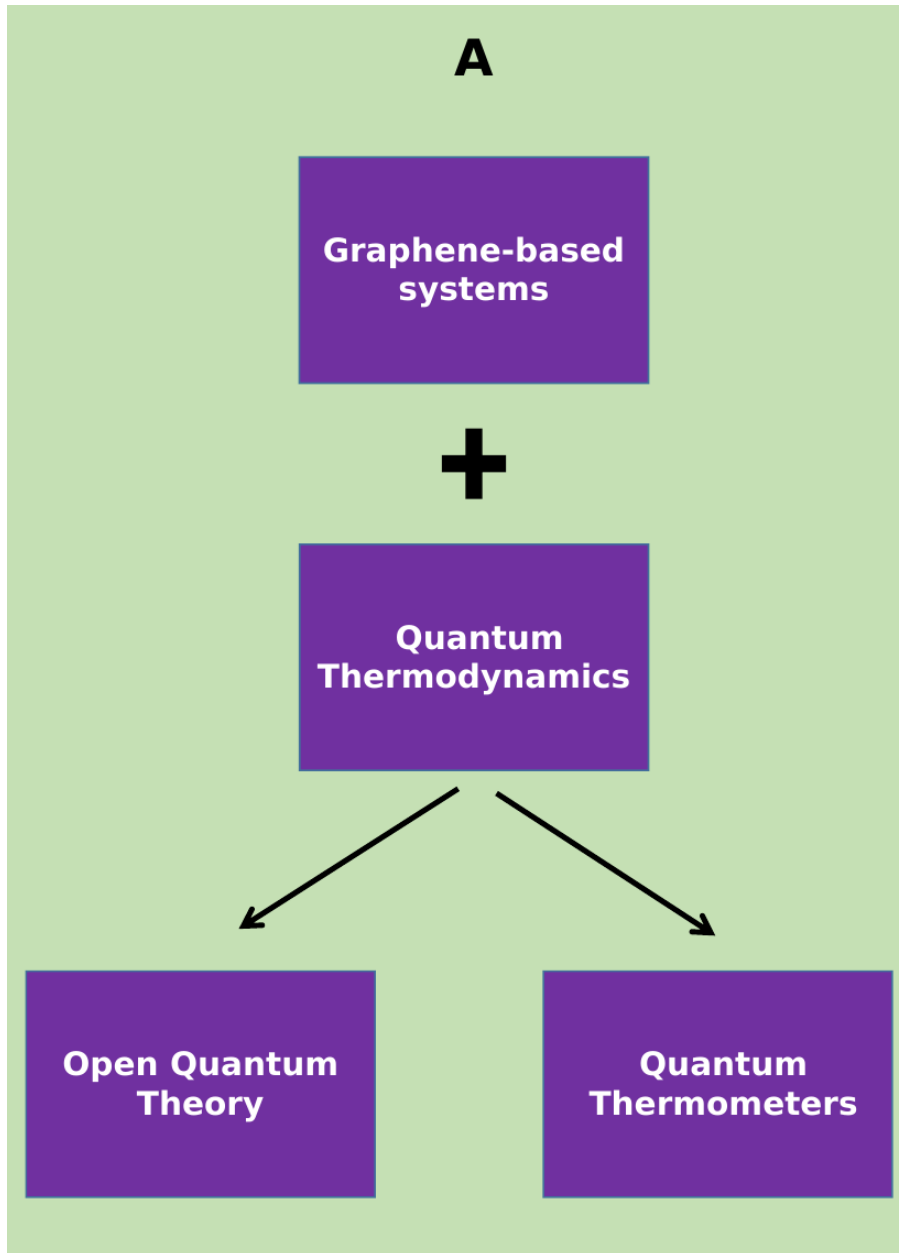 A
Graphene-based
systems
+
Quantum
Thermodynamics
Open Quantum
Theory
Quantum
Thermometers